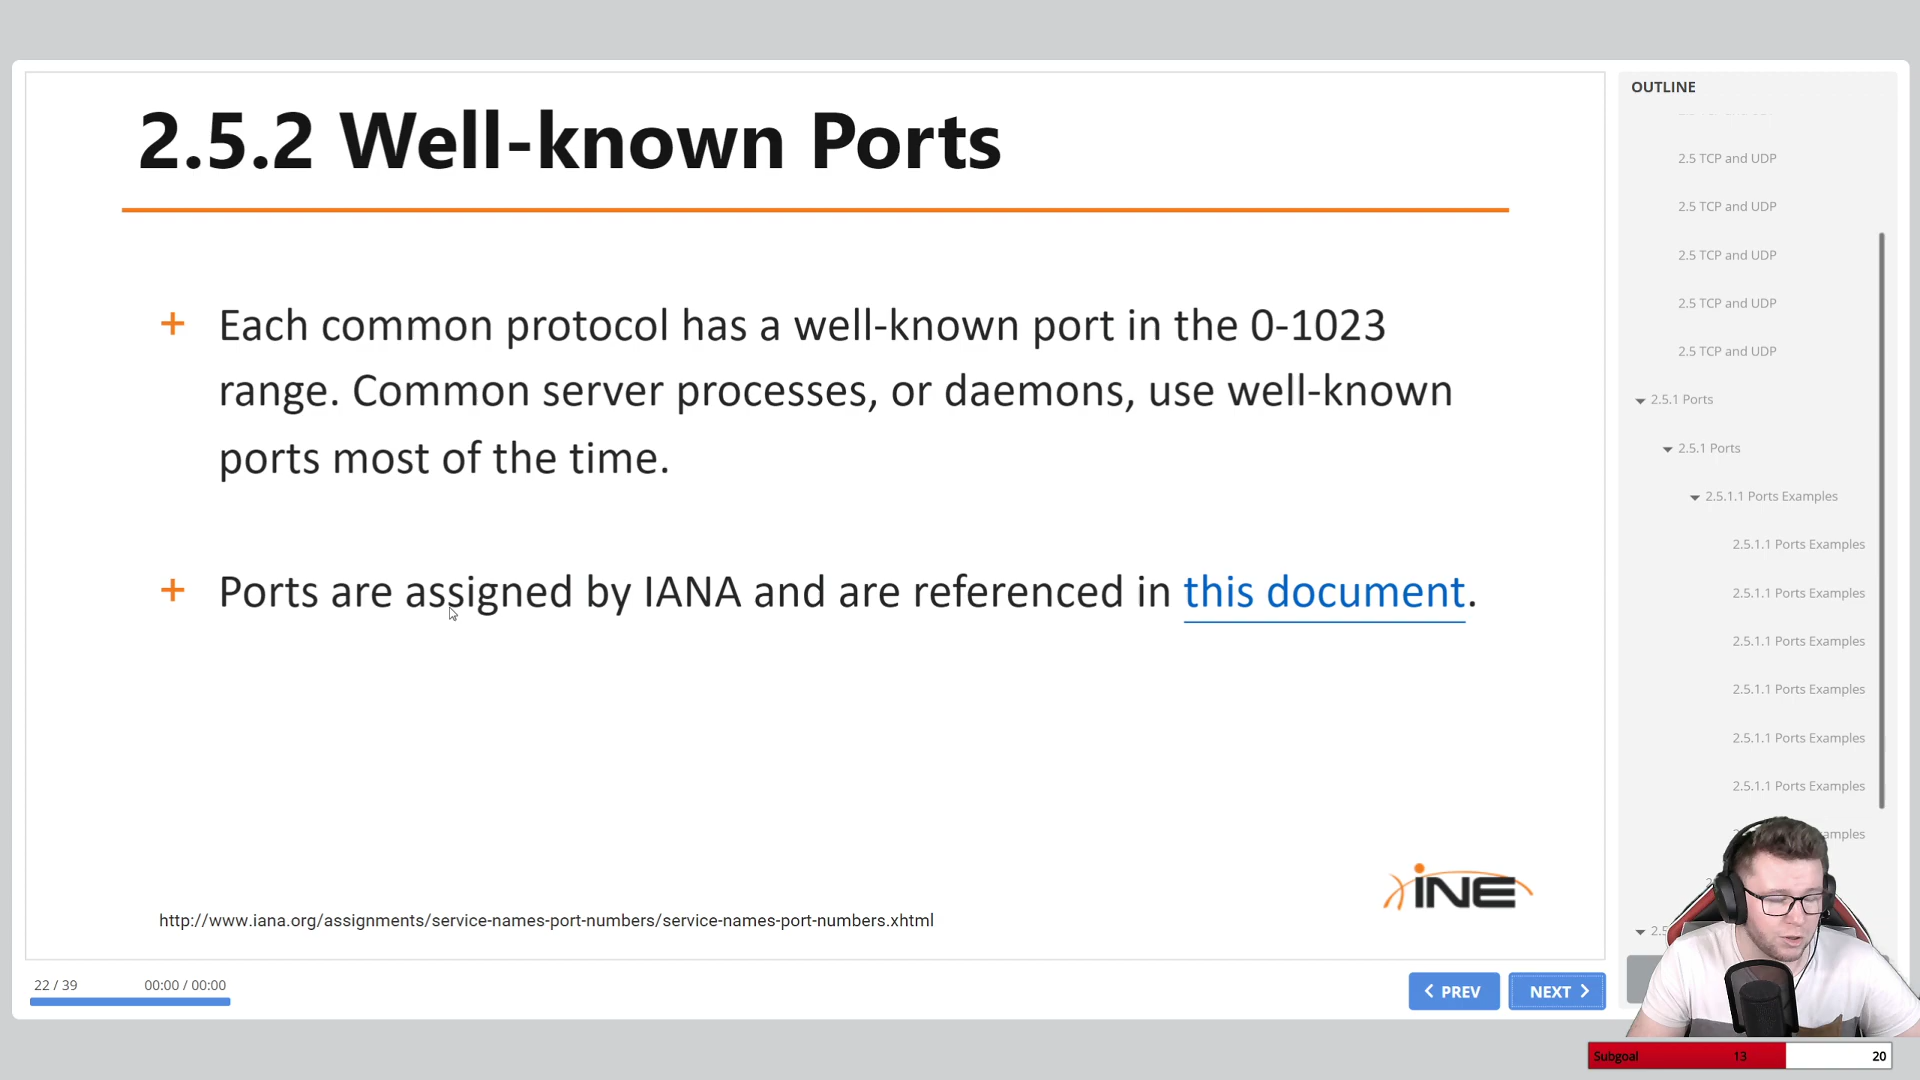 2.5.2 Well-known Ports
+ Each common protocol has a well-known port in the 0-1023
range. Common server processes, or daemons, use well-known
ports most of the time.
+ Ports are assigned by IANA and are referenced in this document.
http://www.iana.org/assignments/service-names-port-numbers/service-names-port-numbers.xhtml
INE
22 / 39
00:00 / 00:00
PREV
NEXT
OUTLINE
2.5 TCP and UDP
2.5 TCP and UDP
2.5 TCP and UDP
2.5 TCP and UDP
2.5 TCP and UDP
2.5.1 Ports
2.5.1 Ports
2.5.1.1 Ports Examples
2.5.1.1 Ports Examples
2.5.1.1 Ports Examples
2.5.1.1 Ports Examples
2.5.1.1 Ports Examples
2.5.1.1 Ports Examples
2.5.1.1 Ports Examples
Subgoal 13 20